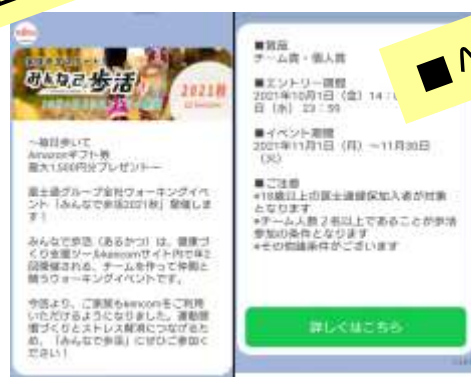 みんなで歩活
2021秋
～毎日歩いて
Amazonギフト券
最大1,500円分プレゼント～
富士通グループ会社ウォーキングイベ
ント「みんなで歩活2021秋」開催しま
す！
みんなで歩活（あるかつ）は、健康づ
くり支援ツールkencomサイト内で年2
回開催される、チームを作って仲間と
競うウォーキングイベントです。
今回より、ご家族もkencomをご利用
いただけるようになりました。運動習
慣づくりとストレス解消につなげるた
め、「みんなで歩活」にぜひご参加く
ださい！
■賞品
チーム賞・個人賞
■エントリー期間
2021年10月1日（金）14：
日（水）23：59
■イベント期間
2021年11月1日（月）～11月30日
（火）
■ご注意
*18歳以上の富士通健保加入者が対象
となります
*チーム人数2名以上であることが歩活
参加の条件となります
*その他諸条件がございます
詳しくはこちら